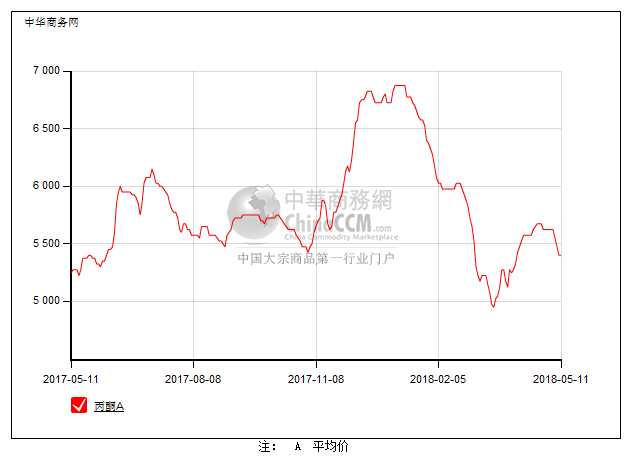 中华商务网
7 000
6 500
6 000
5 500
5 000
中華商務網
ChinaCCM.com
China Commodity Marketplace
中国大宗商品第一行业门户
2017-05-11 2017-08-08 2017-11-08 2018-02-05 2018-05-11
丙酮A
注： A 平均价